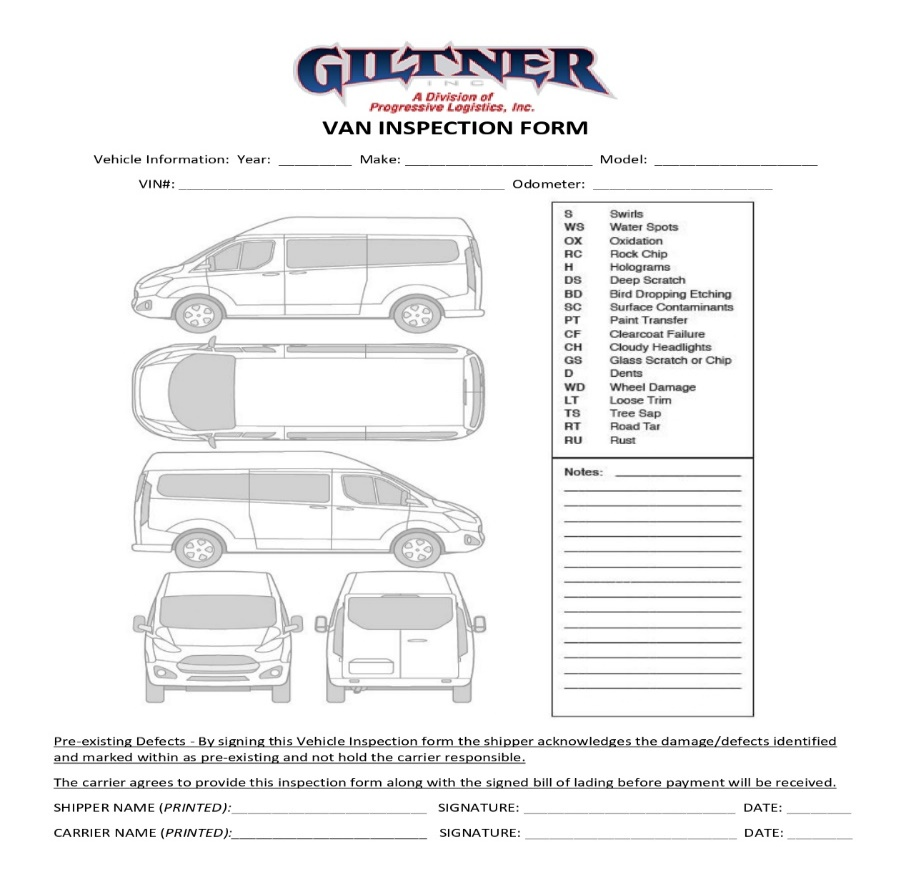 GILTNER
INC
A Division of
Progressive Logistics, Inc.
VAN INSPECTION FORM
Vehicle Information: Year: _________ Make: _______________________ Model: ____________________
VIN#: ________________________________________ Odometer: ______________________
S Swirls
WS Water Spots
OX Oxidation
RC Rock Chip
H Holograms
DS Deep Scratch
BD Bird Dropping Etching
SC Surface Contaminants
PT Paint Transfer
CF Clearcoat Failure
CH Cloudy Headlights
GS Glass Scratch or Chip
D Dents
WD Wheel Damage
LT Loose Trim
TS Tree Sap
RT Road Tar
RU Rust
Notes: __________________
Pre-existing Defects - By signing this Vehicle Inspection form the shipper acknowledges the damage/defects identified
and marked within as pre-existing and not hold the carrier responsible.
The carrier agrees to provide this inspection form along with the signed bill of lading before payment will be received.
SHIPPER NAME (PRINTED):________________________ SIGNATURE: __________________________ DATE: ________
CARRIER NAME (PRINTED):________________________ SIGNATURE: __________________________ DATE: ________